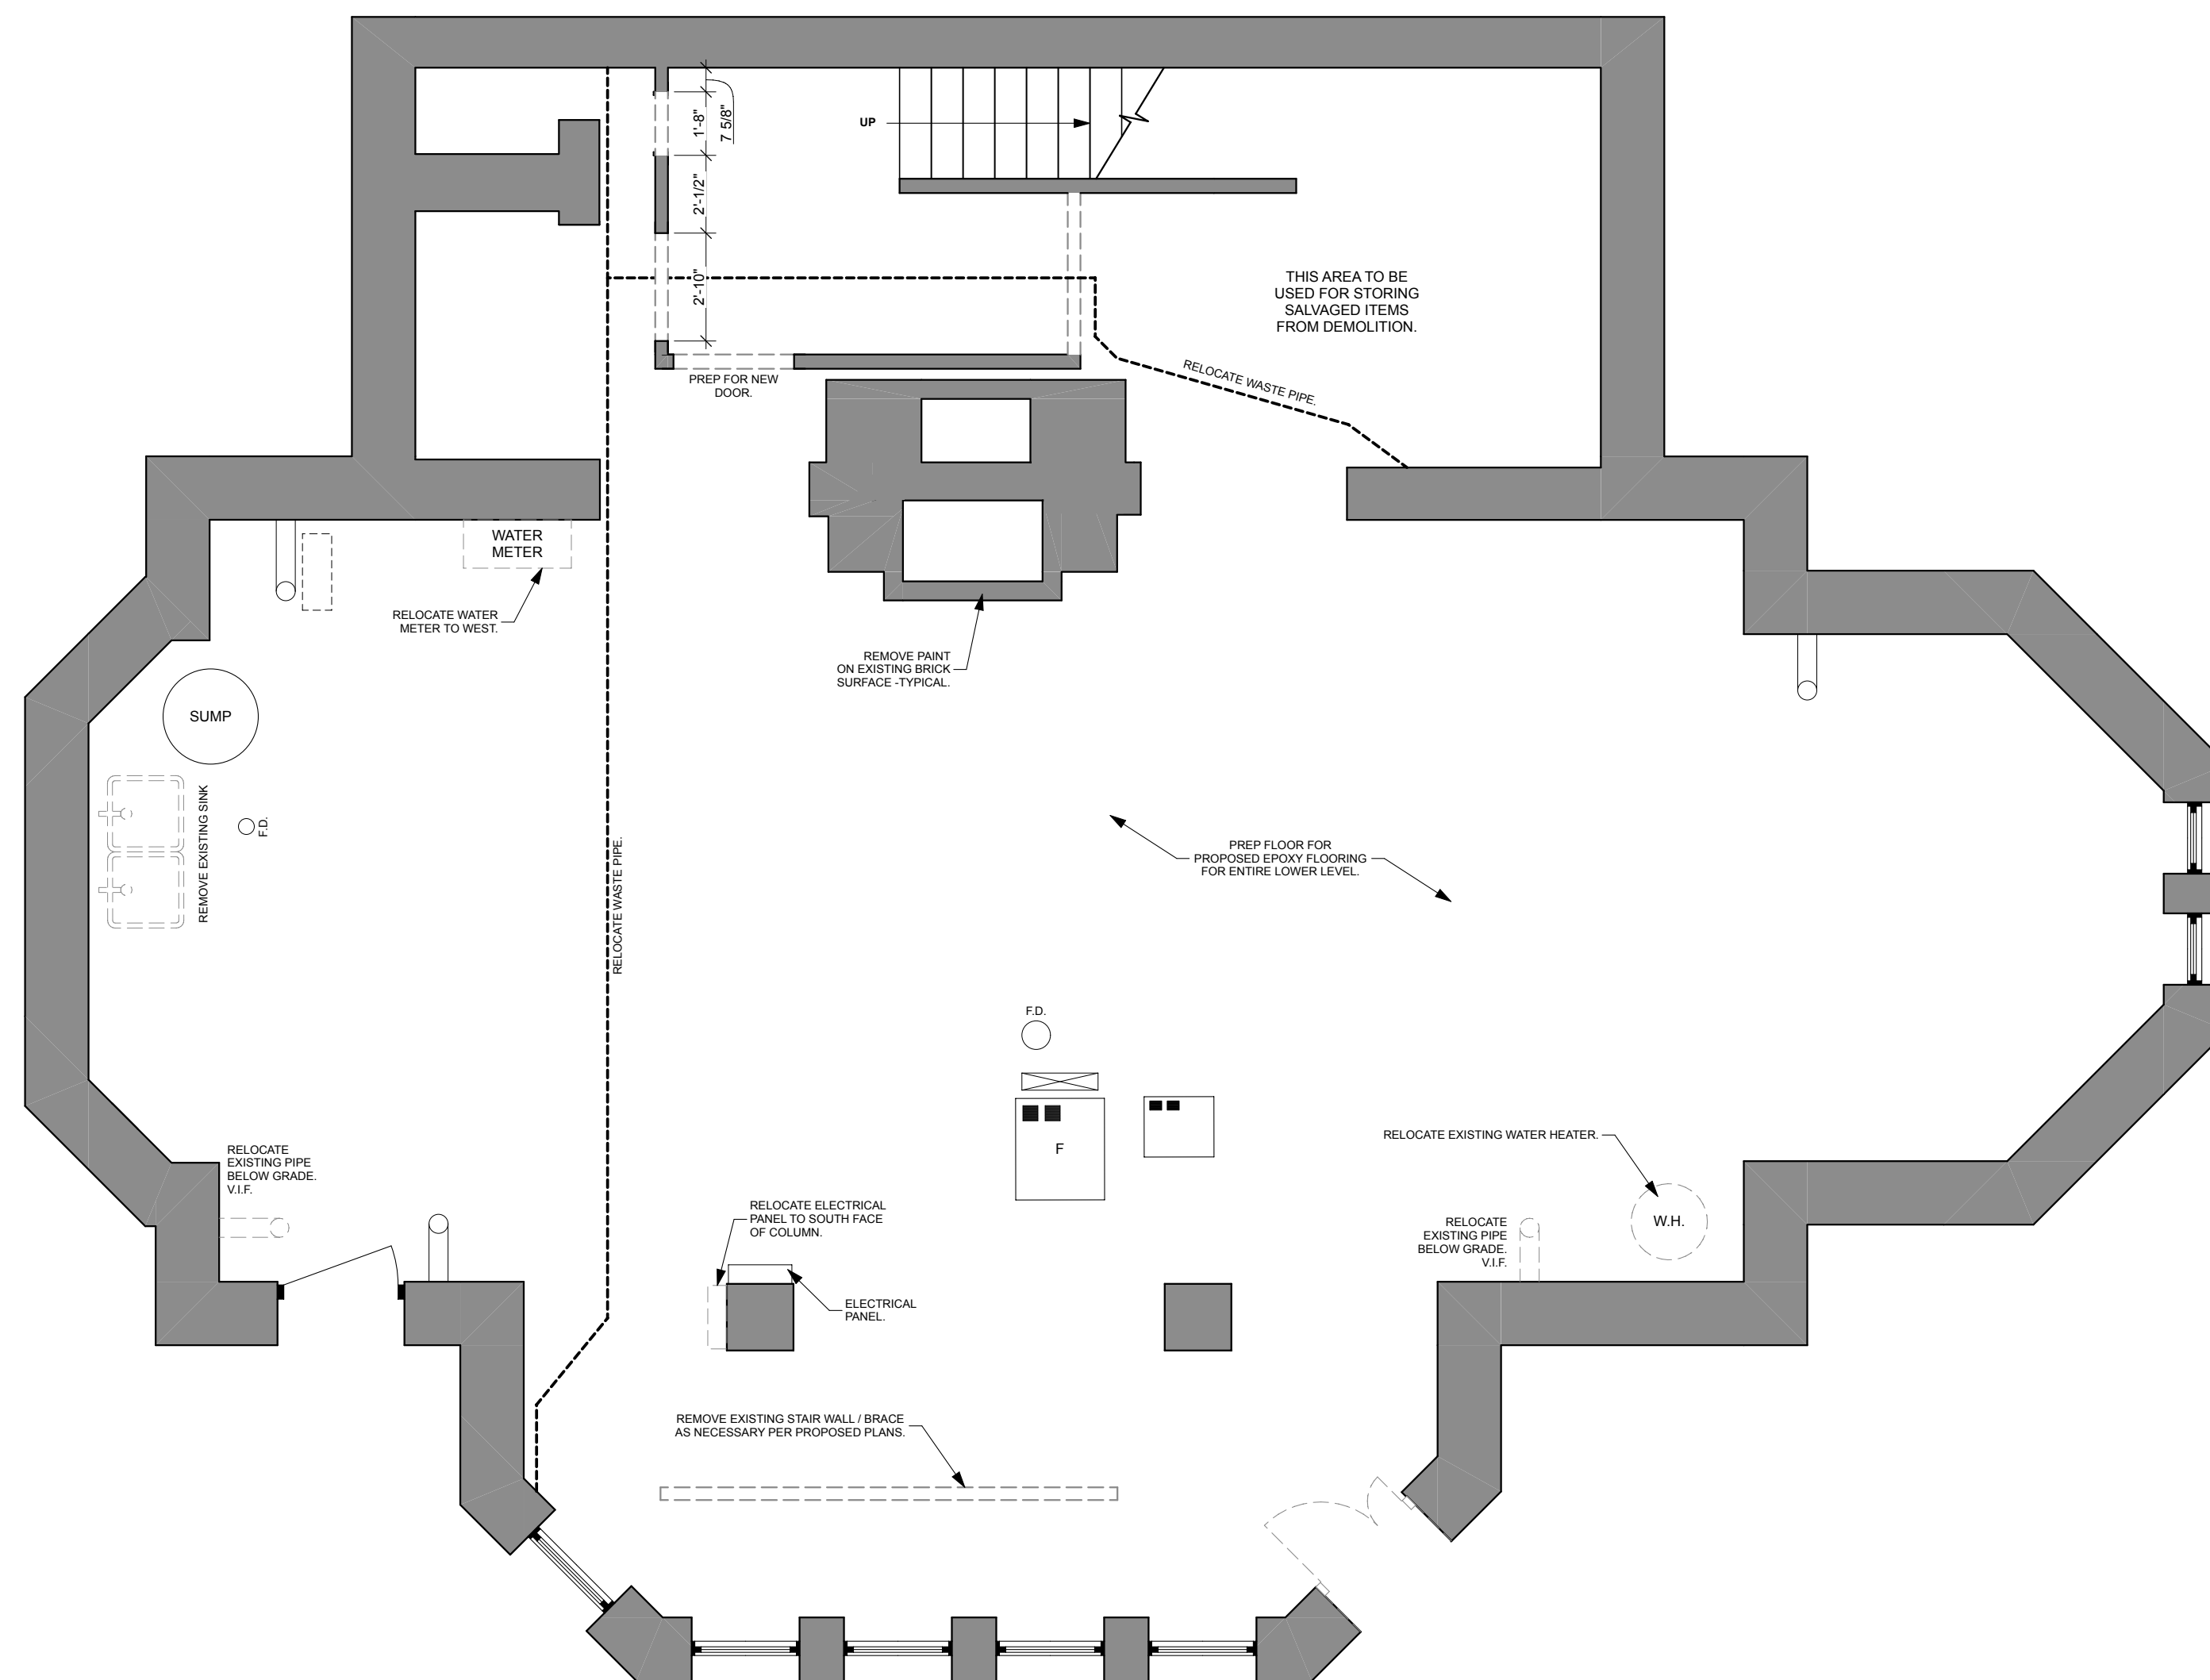 UP
1'-8"
7 5/8"
2'-1/2"
2'-10"
THIS AREA TO BE
USED FOR STORING
SALVAGED ITEMS
FROM DEMOLITION.
PREP FOR NEW
DOOR.
RELOCATE WASTE PIPE.
WATER
METER
RELOCATE WATER
METER TO WEST.
REMOVE PAINT
ON EXISTING BRICK
SURFACE -TYPICAL.
SUMP
REMOVE EXISTING SINK
F.D.
RELOCATE WASTE PIPE.
PREP FLOOR FOR
PROPOSED EPOXY FLOORING
FOR ENTIRE LOWER LEVEL.
F.D.
F
RELOCATE EXISTING WATER HEATER.
RELOCATE
EXISTING PIPE
BELOW GRADE.
V.I.F.
RELOCATE ELECTRICAL
PANEL TO SOUTH FACE
OF COLUMN.
RELOCATE
EXISTING PIPE
BELOW GRADE.
V.I.F.
W.H.
ELECTRICAL
PANEL.
REMOVE EXISTING STAIR WALL / BRACE
AS NECESSARY PER PROPOSED PLANS.